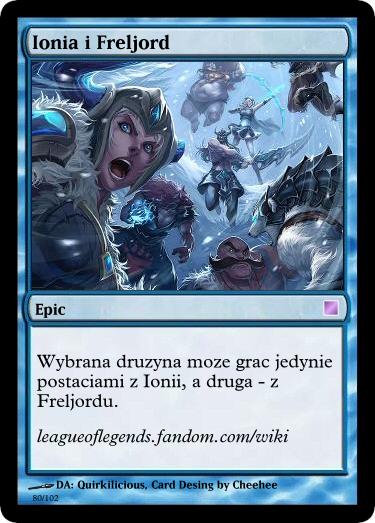 Ionia i Freljord
Epic
Wybrana druzyna moze grac jedynie
postaciami z Ionii, a druga - z
Freljordu.
leagueoflegends.fandom.com/wiki
DA: Quirkilicious, Card Desing by Cheehee
80/102